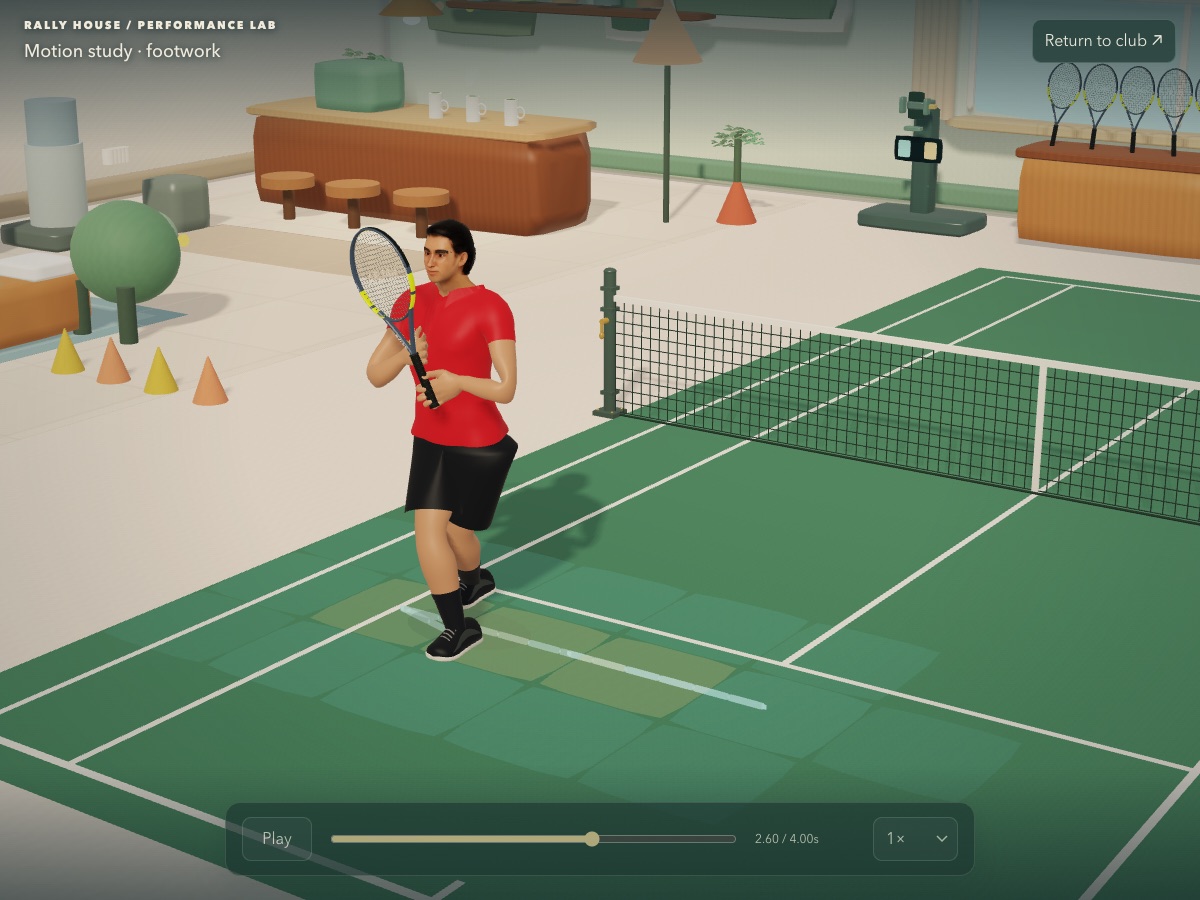 RALLY HOUSE / PERFORMANCE LAB
Motion study · footwork
Return to club ↗
Play
2.60 / 4.00s
1×